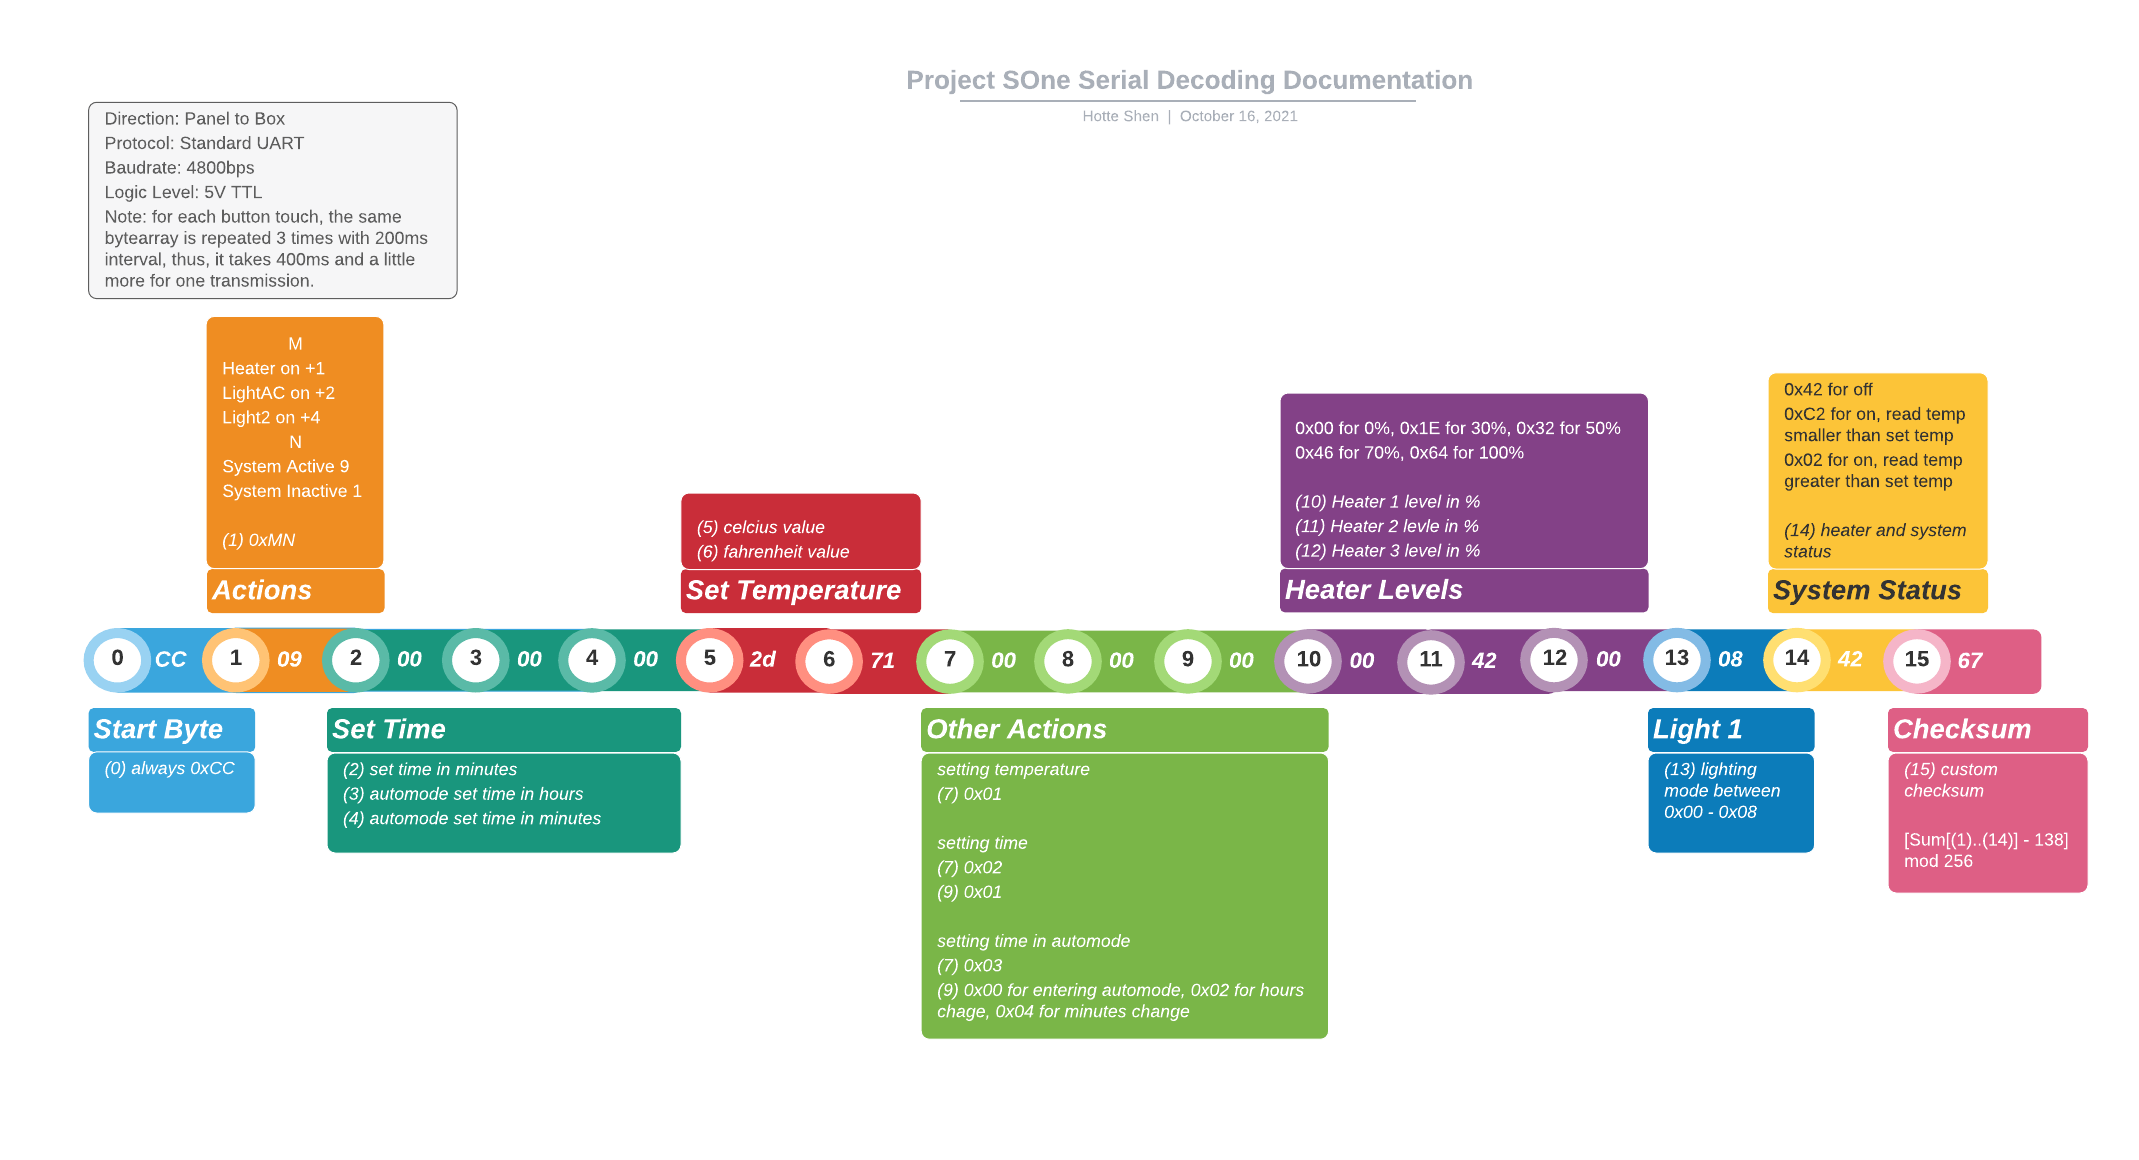 Project SOne Serial Decoding Documentation
Hotte Shen | October 16, 2021
Direction: Panel to Box
Protocol: Standard UART
Baudrate: 4800bps
Logic Level: 5V TTL
Note: for each button touch, the same
bytearray is repeated 3 times with 200ms
interval, thus, it takes 400ms and a little
more for one transmission.
M
Heater on +1
LightAC on +2
Light2 on +4
N
System Active 9
System Inactive 1
(1) 0xMN
Actions
(5) celcius value
(6) fahrenheit value
Set Temperature
0x00 for 0%, 0x1E for 30%, 0x32 for 50%
0x46 for 70%, 0x64 for 100%
(10) Heater 1 level in %
(11) Heater 2 levle in %
(12) Heater 3 level in %
Heater Levels
0x42 for off
0xC2 for on, read temp
smaller than set temp
0x02 for on, read temp
greater than set temp
(14) heater and system
status
System Status
0 CC 1 09 2 00 3 00 4 00 5 2d 6 71 7 00 8 00 9 00 10 00 11 42 12 00 13 08 14 42 15 67
Start Byte
(0) always 0xCC
Set Time
(2) set time in minutes
(3) automode set time in hours
(4) automode set time in minutes
Other Actions
setting temperature
(7) 0x01
setting time
(7) 0x02
(9) 0x01
setting time in automode
(7) 0x03
(9) 0x00 for entering automode, 0x02 for hours
chage, 0x04 for minutes change
Light 1
(13) lighting
mode between
0x00 - 0x08
Checksum
(15) custom
checksum
[Sum[(1)..(14)] - 138]
mod 256